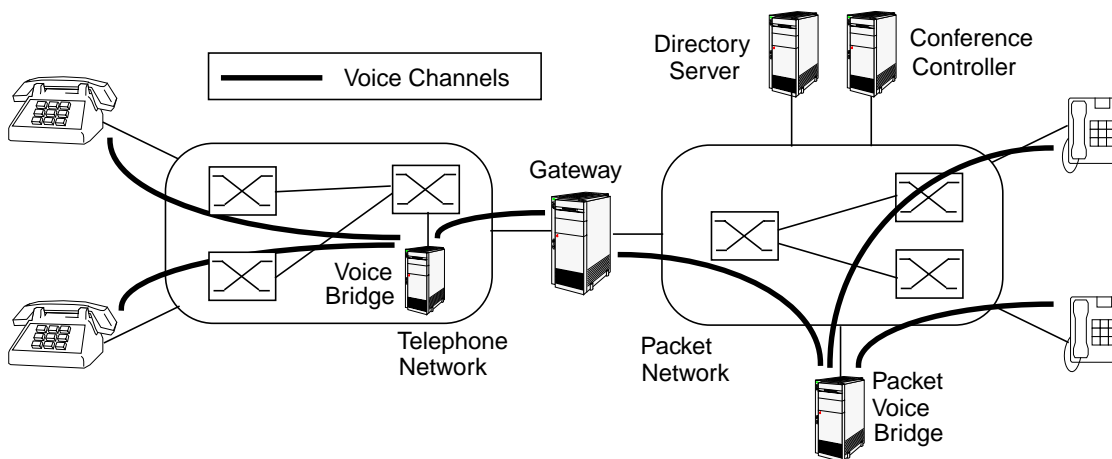 Directory
Server
Conference
Controller
Voice Channels
Gateway
Voice
Bridge
Telephone
Network
Packet
Network
Packet
Voice
Bridge